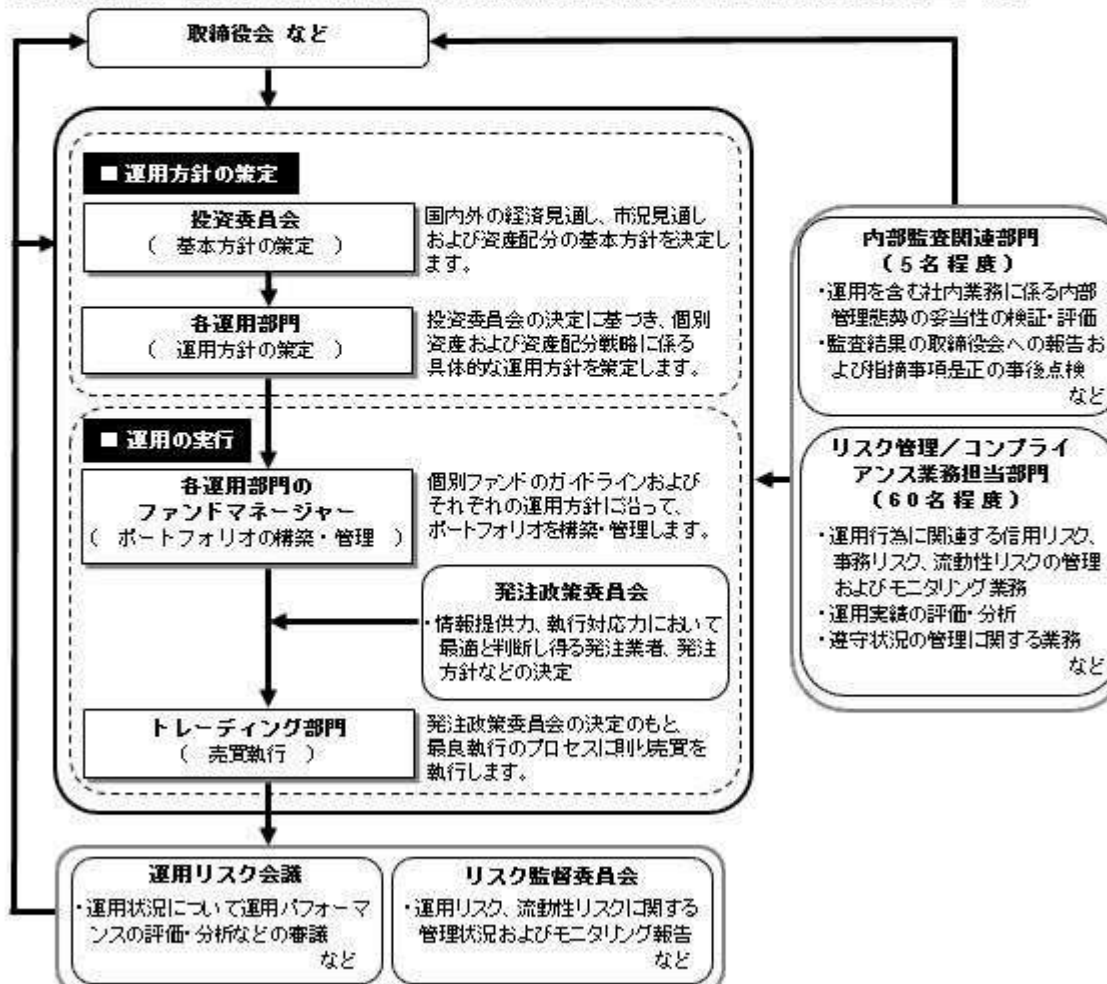 取締役会 など
■ 運用方針の策定
投資委員会
( 基本方針の策定 )
国内外の経済見通し、市況見通し
および資産配分の基本方針を決定し
ます。
各運用部門
( 運用方針の策定 )
投資委員会の決定に基づき、個別
資産および資産配分戦略に係る
具体的な運用方針を策定します。
■ 運用の実行
各運用部門の
ファンドマネージャー
( ポートフォリオの構築・管理 )
個別ファンドのガイドラインおよび
それぞれの運用方針に沿って、
ポートフォリオを構築・管理します。
発注政策委員会
・情報提供力、執行対応力において
最適と判断し得る発注業者、発注
方針などの決定
トレーディング部門
( 売買執行 )
発注政策委員会の決定のもと、
最良執行のプロセスに則り売買を
執行します。
内部監査関連部門
(5名程度)
・運用を含む社内業務に係る内部
管理態勢の妥当性の検証・評価
・監査結果の取締役会への報告お
よび指摘事項是正の事後点検
など
リスク管理/コンプライ
アンス業務担当部門
(60名程度)
・運用行為に関連する信用リスク、
事務リスク、流動性リスクの管理
およびモニタリング業務
・運用実績の評価・分析
・遵守状況の管理に関する業務
など
運用リスク会議
・運用状況について運用パフォーマ
ンスの評価・分析などの審議
など
リスク監督委員会
・運用リスク、流動性リスクに関する
管理状況およびモニタリング報告
など